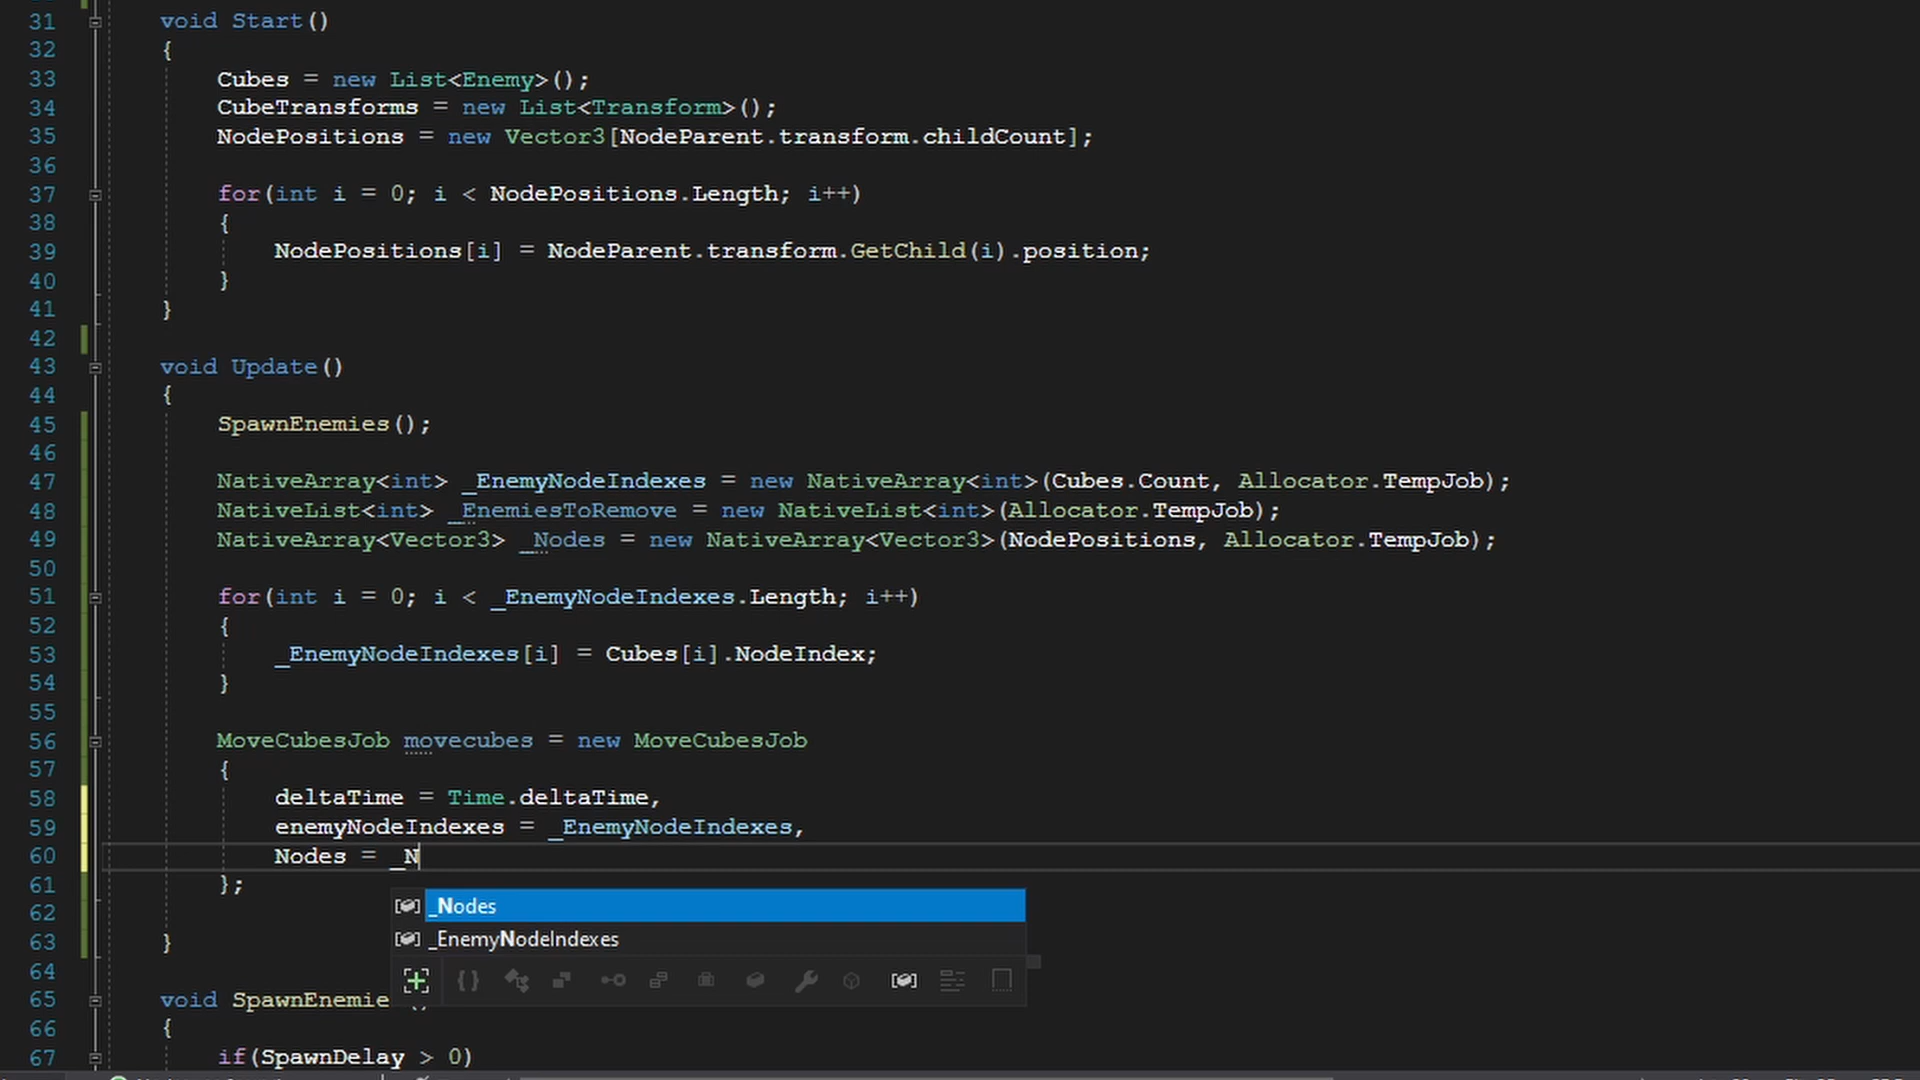 31 void Start()
32 {
33 Cubes = new List<Enemy>();
34 CubeTransforms = new List<Transform>();
35 NodePositions = new Vector3[NodeParent.transform.childCount];
36
37 for(int i = 0; i < NodePositions.Length; i++)
38 {
39 NodePositions[i] = NodeParent.transform.GetChild(i).position;
40 }
41 }
42
43 void Update()
44 {
45 SpawnEnemies();
46
47 NativeArray<int> _EnemyNodeIndexes = new NativeArray<int>(Cubes.Count, Allocator.TempJob);
48 NativeList<int> _EnemiesToRemove = new NativeList<int>(Allocator.TempJob);
49 NativeArray<Vector3> _Nodes = new NativeArray<Vector3>(NodePositions, Allocator.TempJob);
50
51 for(int i = 0; i < _EnemyNodeIndexes.Length; i++)
52 {
53 _EnemyNodeIndexes[i] = Cubes[i].NodeIndex;
54 }
55
56 MoveCubesJob movecubes = new MoveCubesJob
57 {
58 deltaTime = Time.deltaTime,
59 enemyNodeIndexes = _EnemyNodeIndexes,
60 Nodes = _N
61 };
_Nodes
62
_EnemyNodeIndexes
63 }
64
65 void SpawnEnemie
66 {
67 if(SpawnDelay > 0)